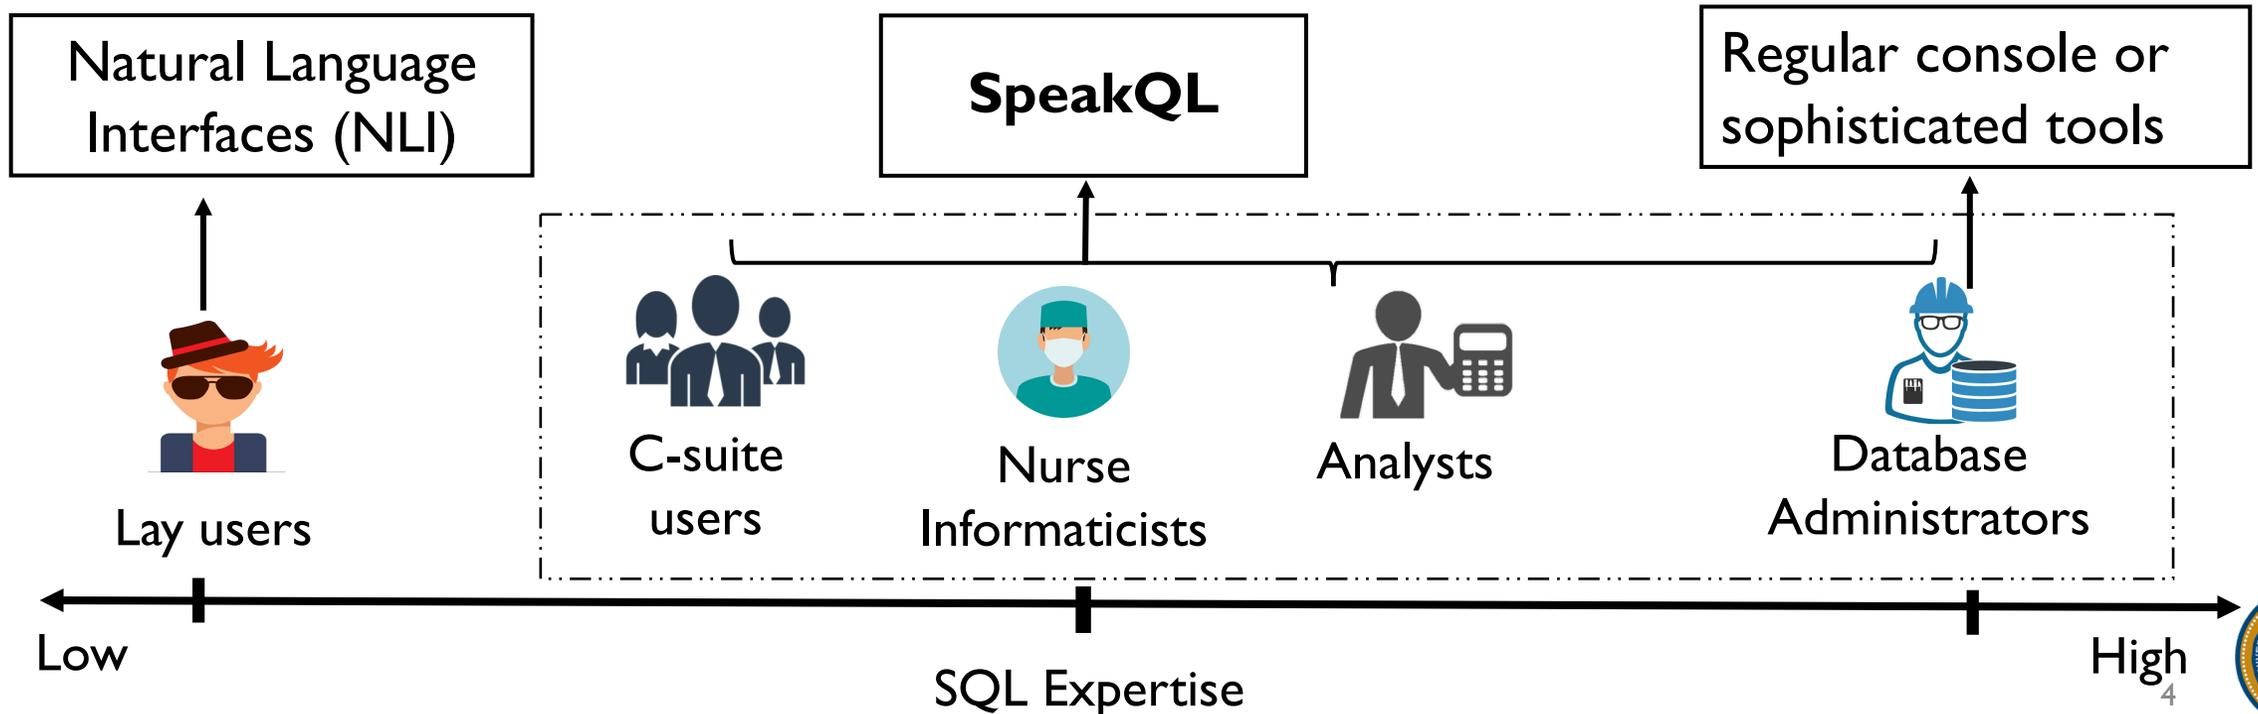 Natural Language
Interfaces (NLI)
SpeakQL
Regular console or
sophisticated tools
Lay users
C-suite
users
Nurse
Informaticists
Analysts
Database
Administrators
Low
SQL Expertise
High
4